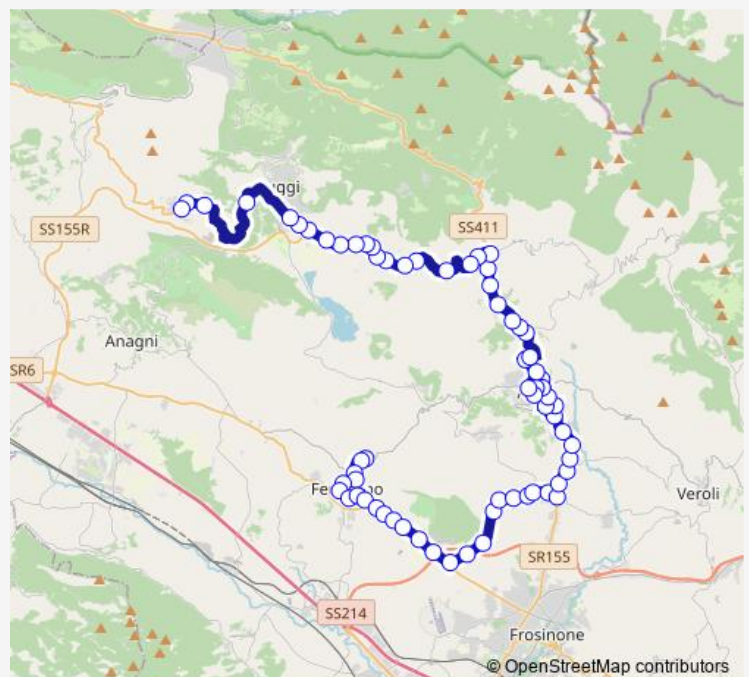 SS411
SS155R
Anagni
SR6
Veroli
SR155
SS214
Frosinone
© OpenStreetMap contributors